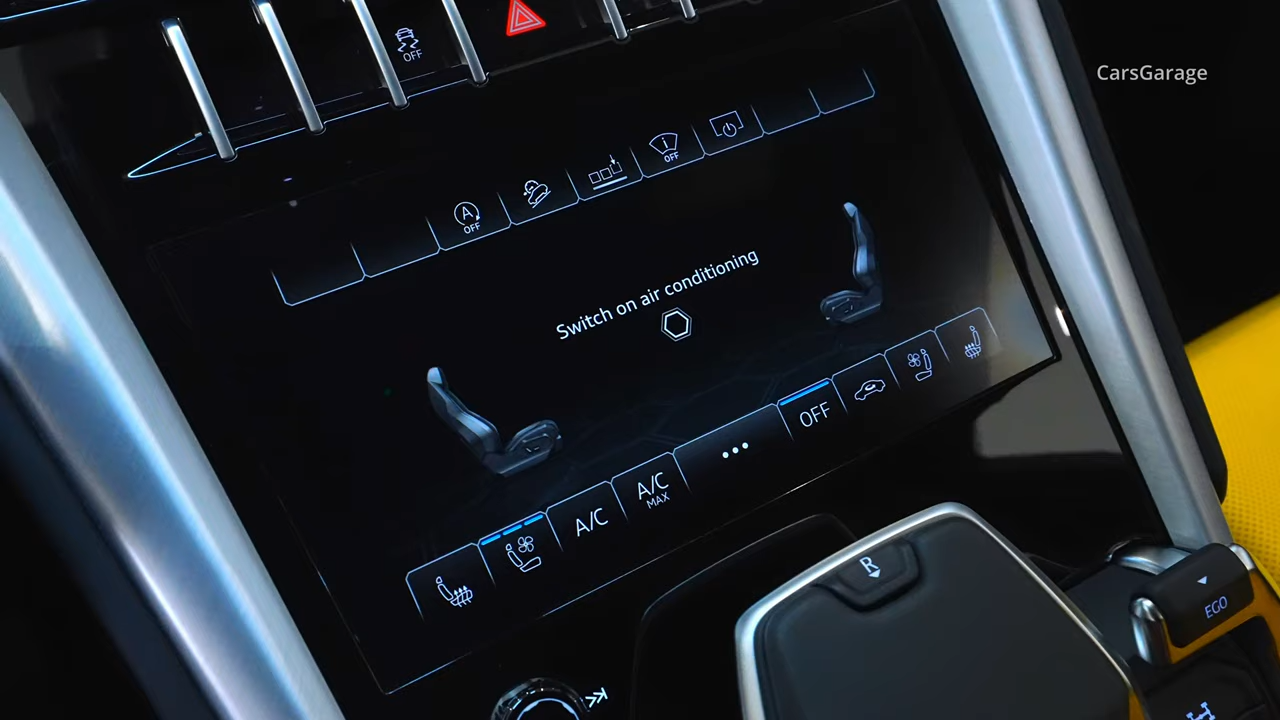 CarsGarage
OFF
A
OFF
i
OFF
Switch on air conditioning
OFF
A/C
MAX
A/C
R
EGO